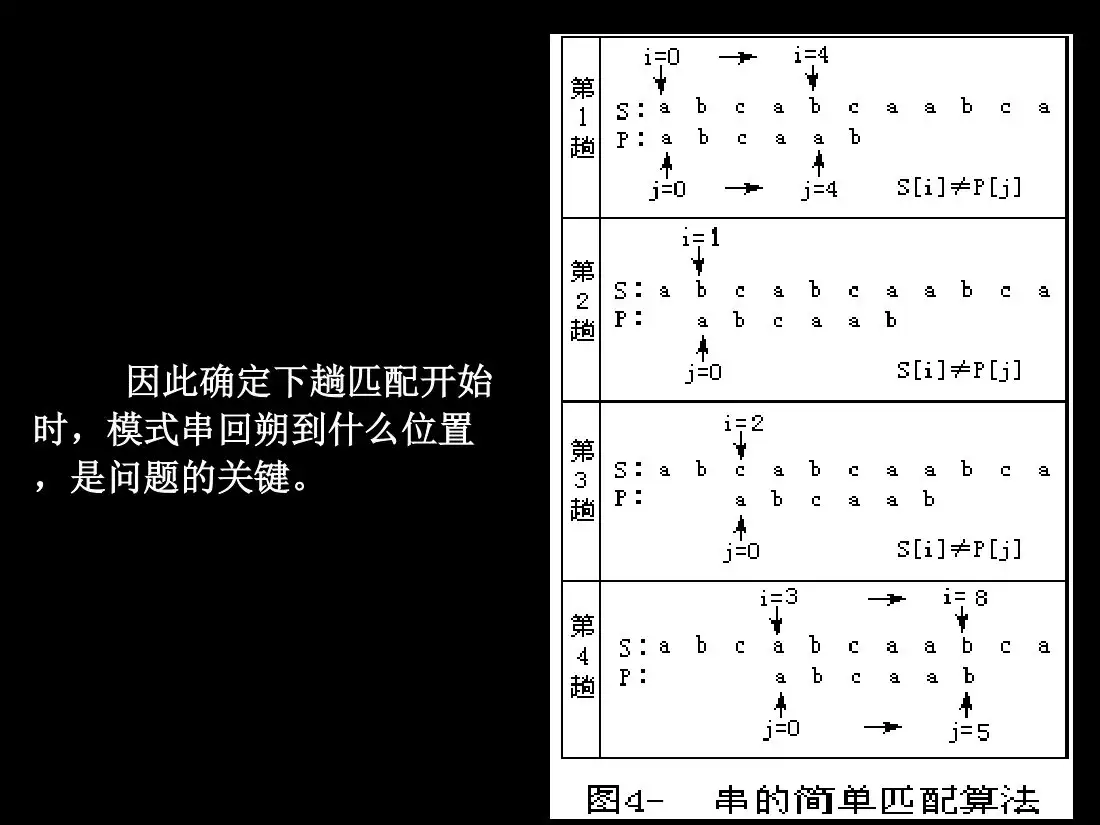 因此确定下趟匹配开始
时，模式串回朔到什么位置
，是问题的关键。
第1趟
i=0 → i=4
S: a b c a b c a a b c a
P: a b c a a b
j=0 → j=4 S[i]≠P[j]
第2趟
i=1
S: a b c a b c a a b c a
P: a b c a a b
j=0 S[i]≠P[j]
第3趟
i=2
S: a b c a b c a a b c a
P: a b c a a b
j=0 S[i]≠P[j]
第4趟
i=3 → i=8
S: a b c a b c a a b c a
P: a b c a a b
j=0 → j=5
图4- 串的简单匹配算法